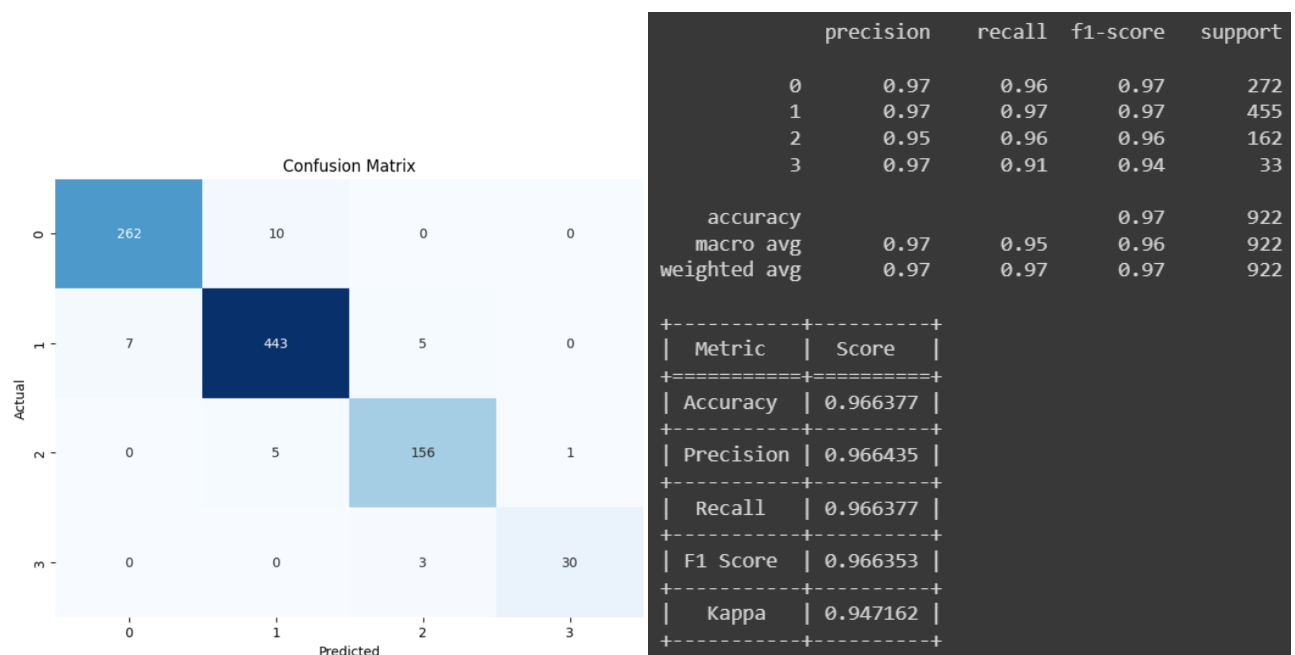 Confusion Matrix
Actual
0 262 10 0 0
1 7 443 5 0
2 0 5 156 1
3 0 0 3 30
0 1 2 3
Predicted
precision recall f1-score support
0 0.97 0.96 0.97 272
1 0.97 0.97 0.97 455
2 0.95 0.96 0.96 162
3 0.97 0.91 0.94 33
accuracy 0.97 922
macro avg 0.97 0.95 0.96 922
weighted avg 0.97 0.97 0.97 922
+-----------+----------+
| Metric | Score |
+===========+==========+
| Accuracy | 0.966377 |
+-----------+----------+
| Precision | 0.966435 |
+-----------+----------+
| Recall | 0.966377 |
+-----------+----------+
| F1 Score | 0.966353 |
+-----------+----------+
| Kappa | 0.947162 |
+-----------+----------+